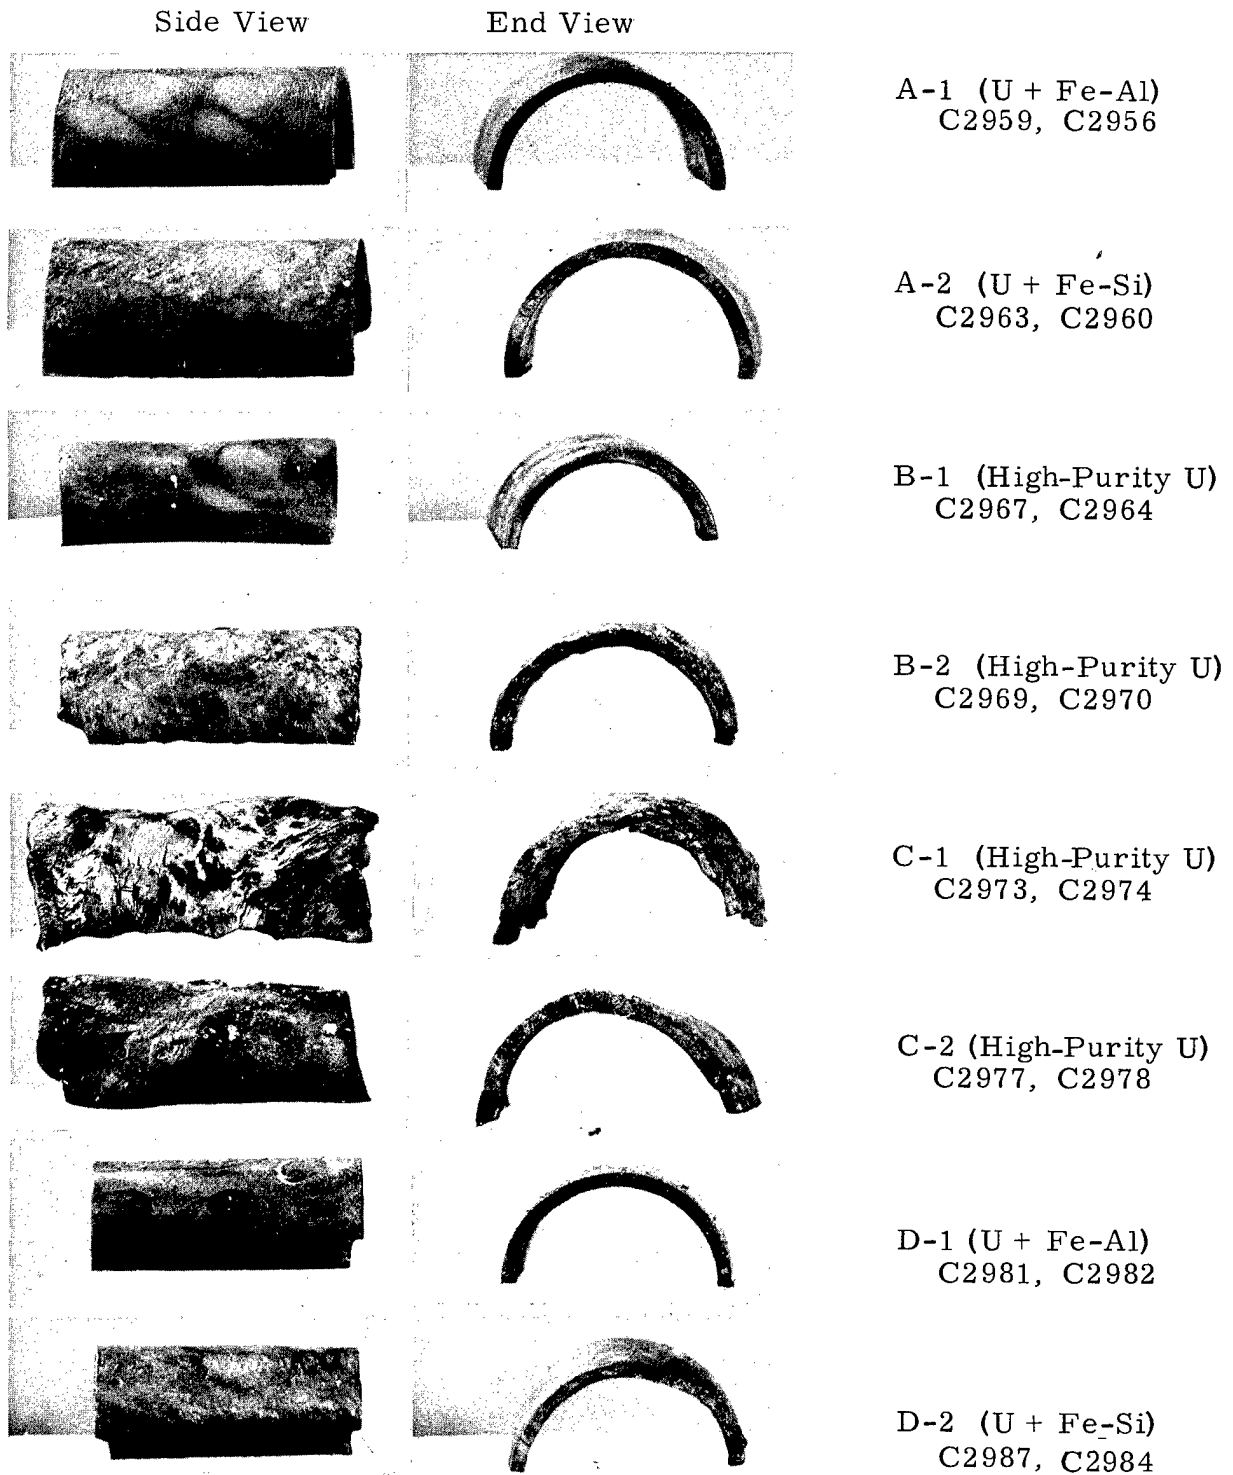 Side View End View
A-1 (U + Fe-Al)
C2959, C2956
A-2 (U + Fe-Si)
C2963, C2960
B-1 (High-Purity U)
C2967, C2964
B-2 (High-Purity U)
C2969, C2970
C-1 (High-Purity U)
C2973, C2974
C-2 (High-Purity U)
C2977, C2978
D-1 (U + Fe-Al)
C2981, C2982
D-2 (U + Fe-Si)
C2987, C2984